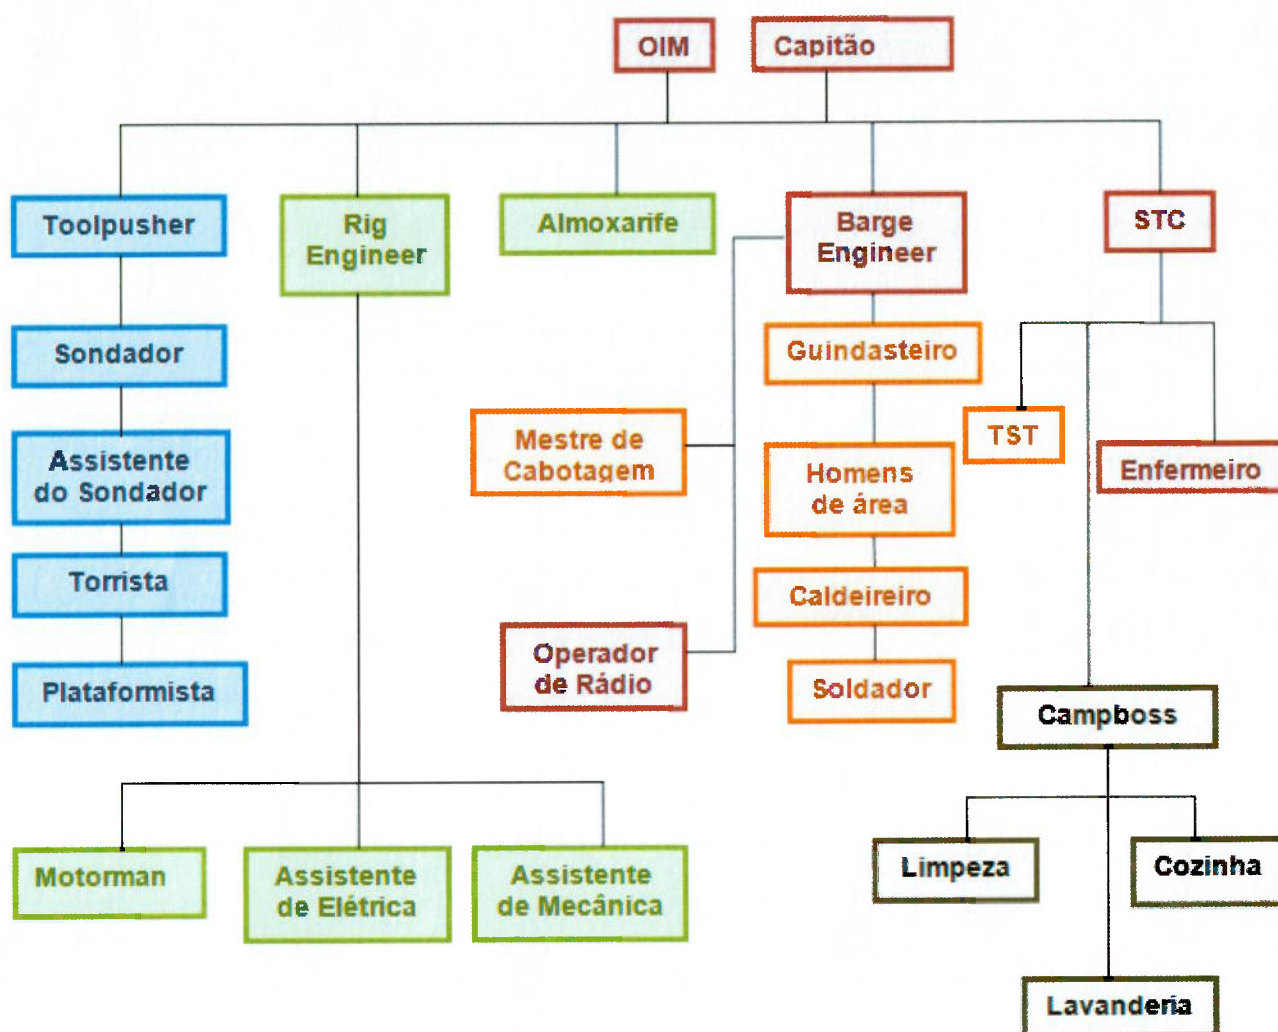 OIM
Capitão
Toolpusher
Rig
Engineer
Almoxarife
Barge
Engineer
STC
Sondador
Guindasteiro
Mestre de
Cabotagem
TST
Assistente
do Sondador
Homens
de área
Enfermeiro
Torrista
Caldeireiro
Operador
de Rádio
Plataformista
Soldador
Campboss
Motorman
Assistente
de Elétrica
Assistente
de Mecânica
Limpeza
Cozinha
Lavanderia